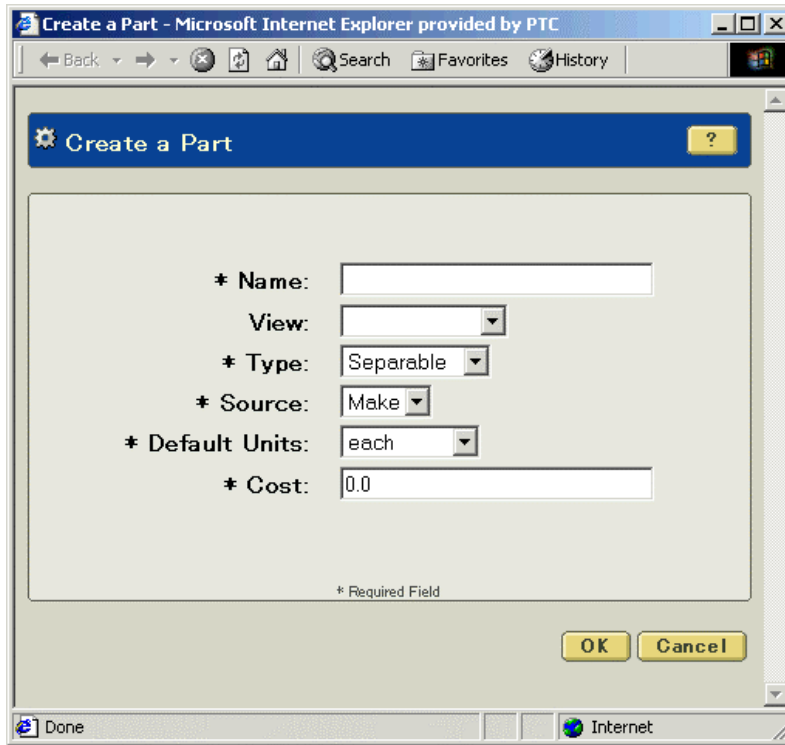 Create a Part - Microsoft Internet Explorer provided by PTC
Back Search Favorites History
Create a Part ?
* Name:
View:
* Type: Separable
* Source: Make
* Default Units: each
* Cost: 0.0
* Required Field
OK Cancel
Done Internet